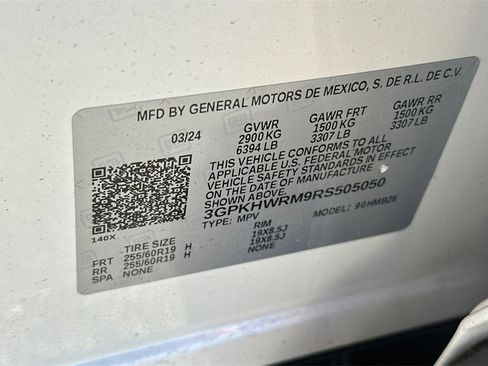 MFD BY GENERAL MOTORS DE MEXICO, S. DE R.L. DE C.V.
03/24 GVWR GAWR FRT GAWR RR
2900 KG 1500 KG 1500 KG
6394 LB 3307 LB 3307 LB
THIS VEHICLE CONFORMS TO ALL
APPLICABLE U.S. FEDERAL MOTOR
VEHICLE SAFETY STANDARDS IN EFFECT
ON THE DATE OF MANUFACTURE
3GPKHWRM9RS505050
TYPE: MPV MODEL: 90HMB26
140X
TIRE SIZE RIM
FRT 255/60R19 H 19X8.5J
RR 255/60R19 H 19X8.5J
SPA NONE NONE